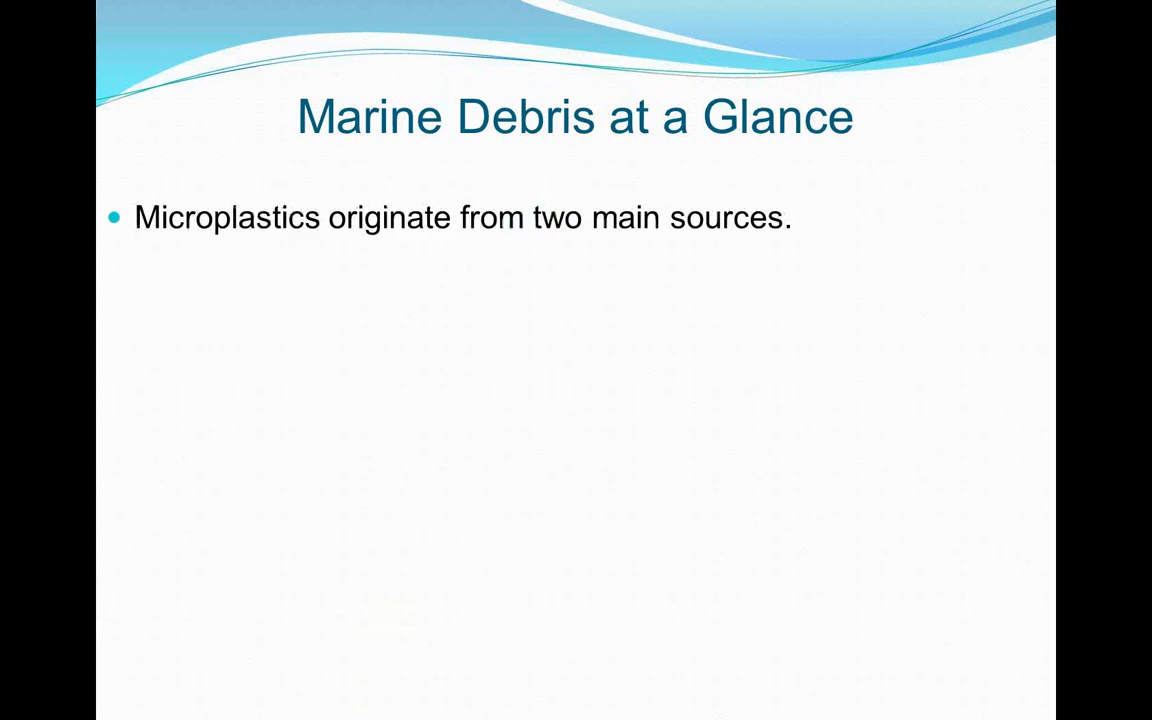 Marine Debris at a Glance
Microplastics originate from two main sources.